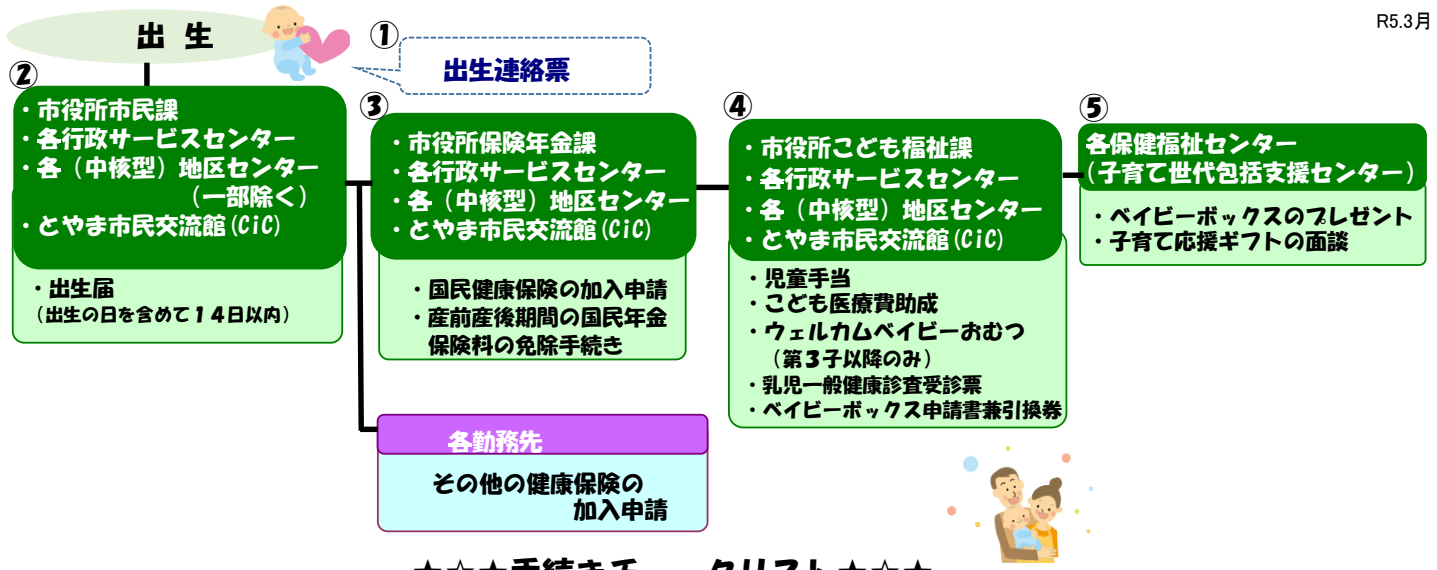 R5.3月
出 生
①
出生連絡票
②
・市役所市民課
・各行政サービスセンター
・各（中核型）地区センター
（一部除く）
・とやま市民交流館(CiC)
・出生届
（出生の日を含めて１４日以内）
③
・市役所保険年金課
・各行政サービスセンター
・各（中核型）地区センター
・とやま市民交流館(CiC)
・国民健康保険の加入申請
・産前産後期間の国民年金
保険料の免除手続き
各勤務先
その他の健康保険の
加入申請
④
・市役所こども福祉課
・各行政サービスセンター
・各（中核型）地区センター
・とやま市民交流館(CiC)
・児童手当
・こども医療費助成
・ウェルカムベイビーおむつ
（第３子以降のみ）
・乳児一般健康診査受診票
・ベイビーボックス申請書兼引換券
⑤
各保健福祉センター
(子育て世代包括支援センター)
・ベイビーボックスのプレゼント
・子育て応援ギフトの面談
★☆★手続きチ クリスト★☆★